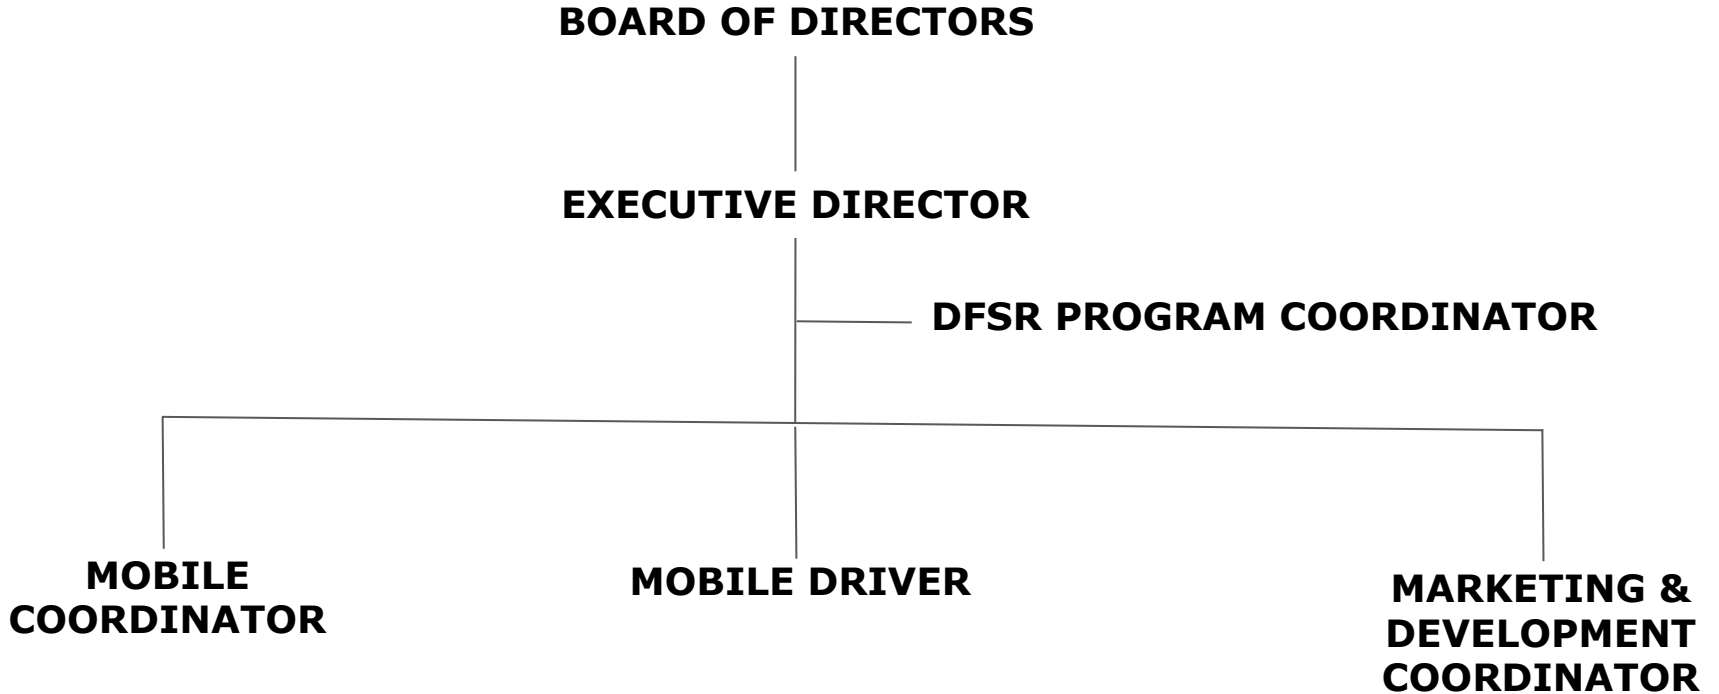 BOARD OF DIRECTORS
EXECUTIVE DIRECTOR
DFSR PROGRAM COORDINATOR
MOBILE
COORDINATOR
MOBILE DRIVER
MARKETING &
DEVELOPMENT
COORDINATOR